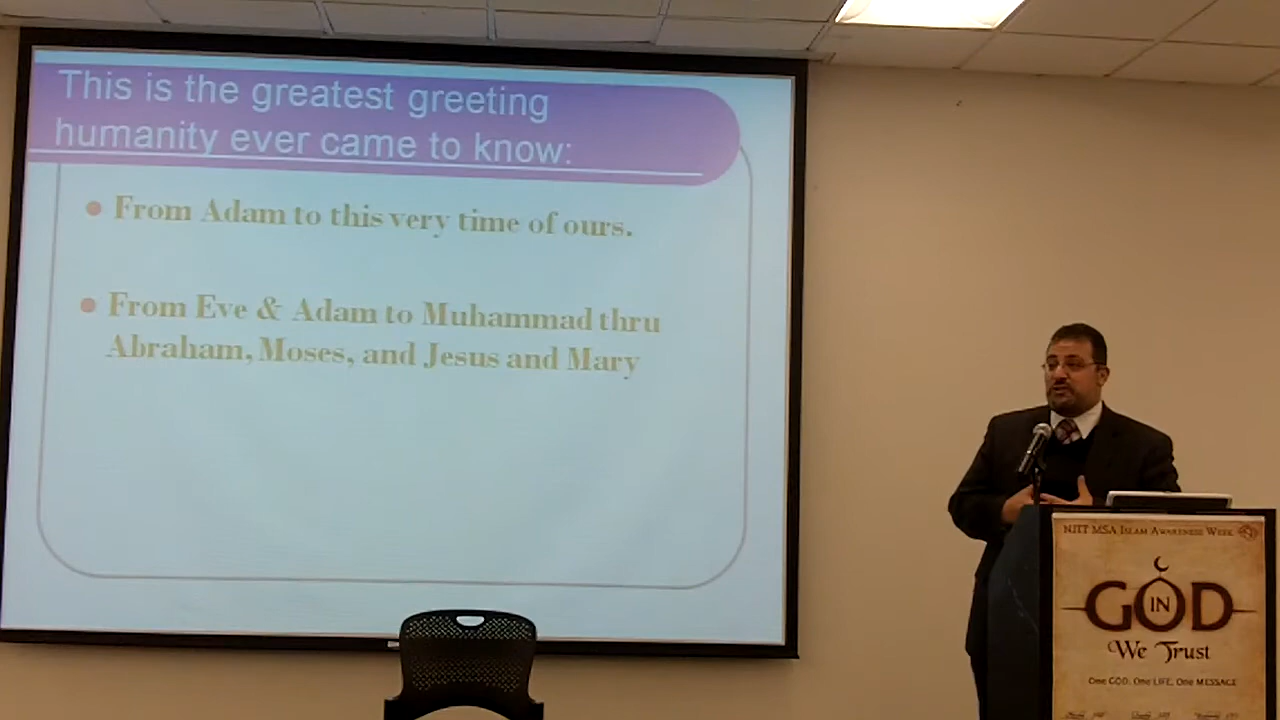 This is the greatest greeting
humanity ever came to know:
From Adam to this very time of ours.
From Eve & Adam to Muhammad thru
Abraham, Moses, and Jesus and Mary
NJIT MSA ISLAM AWARENESS WEEK
IN GOD
We Trust
ONE GOD, ONE LIFE, ONE MESSAGE